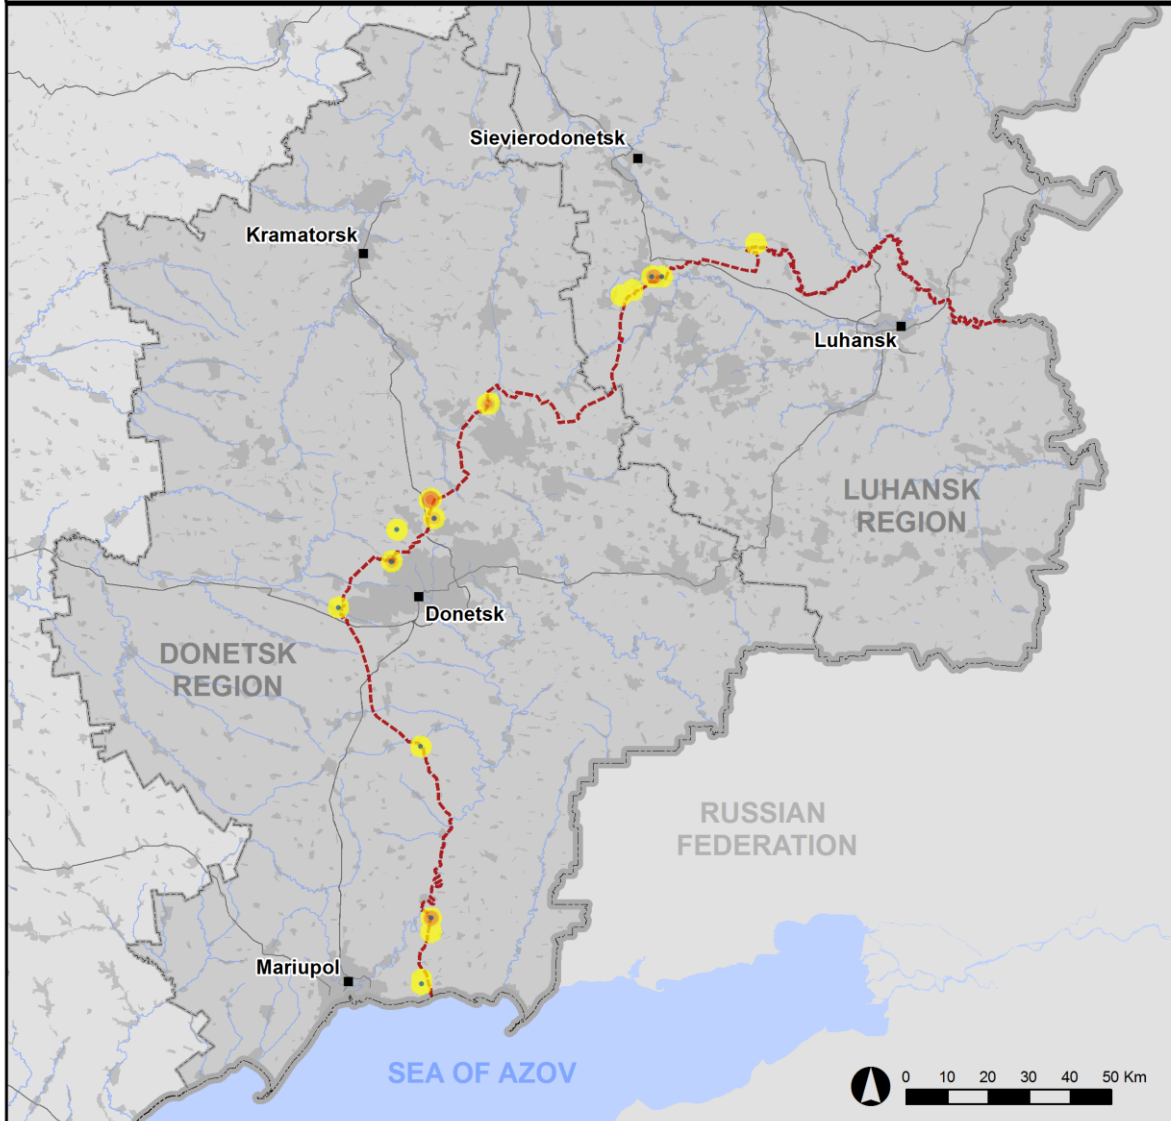 Sievierodonetsk
Kramatorsk
Luhansk
LUHANSK
REGION
Donetsk
DONETSK
REGION
RUSSIAN
FEDERATION
Mariupol
SEA OF AZOV
0 10 20 30 40 50 Km